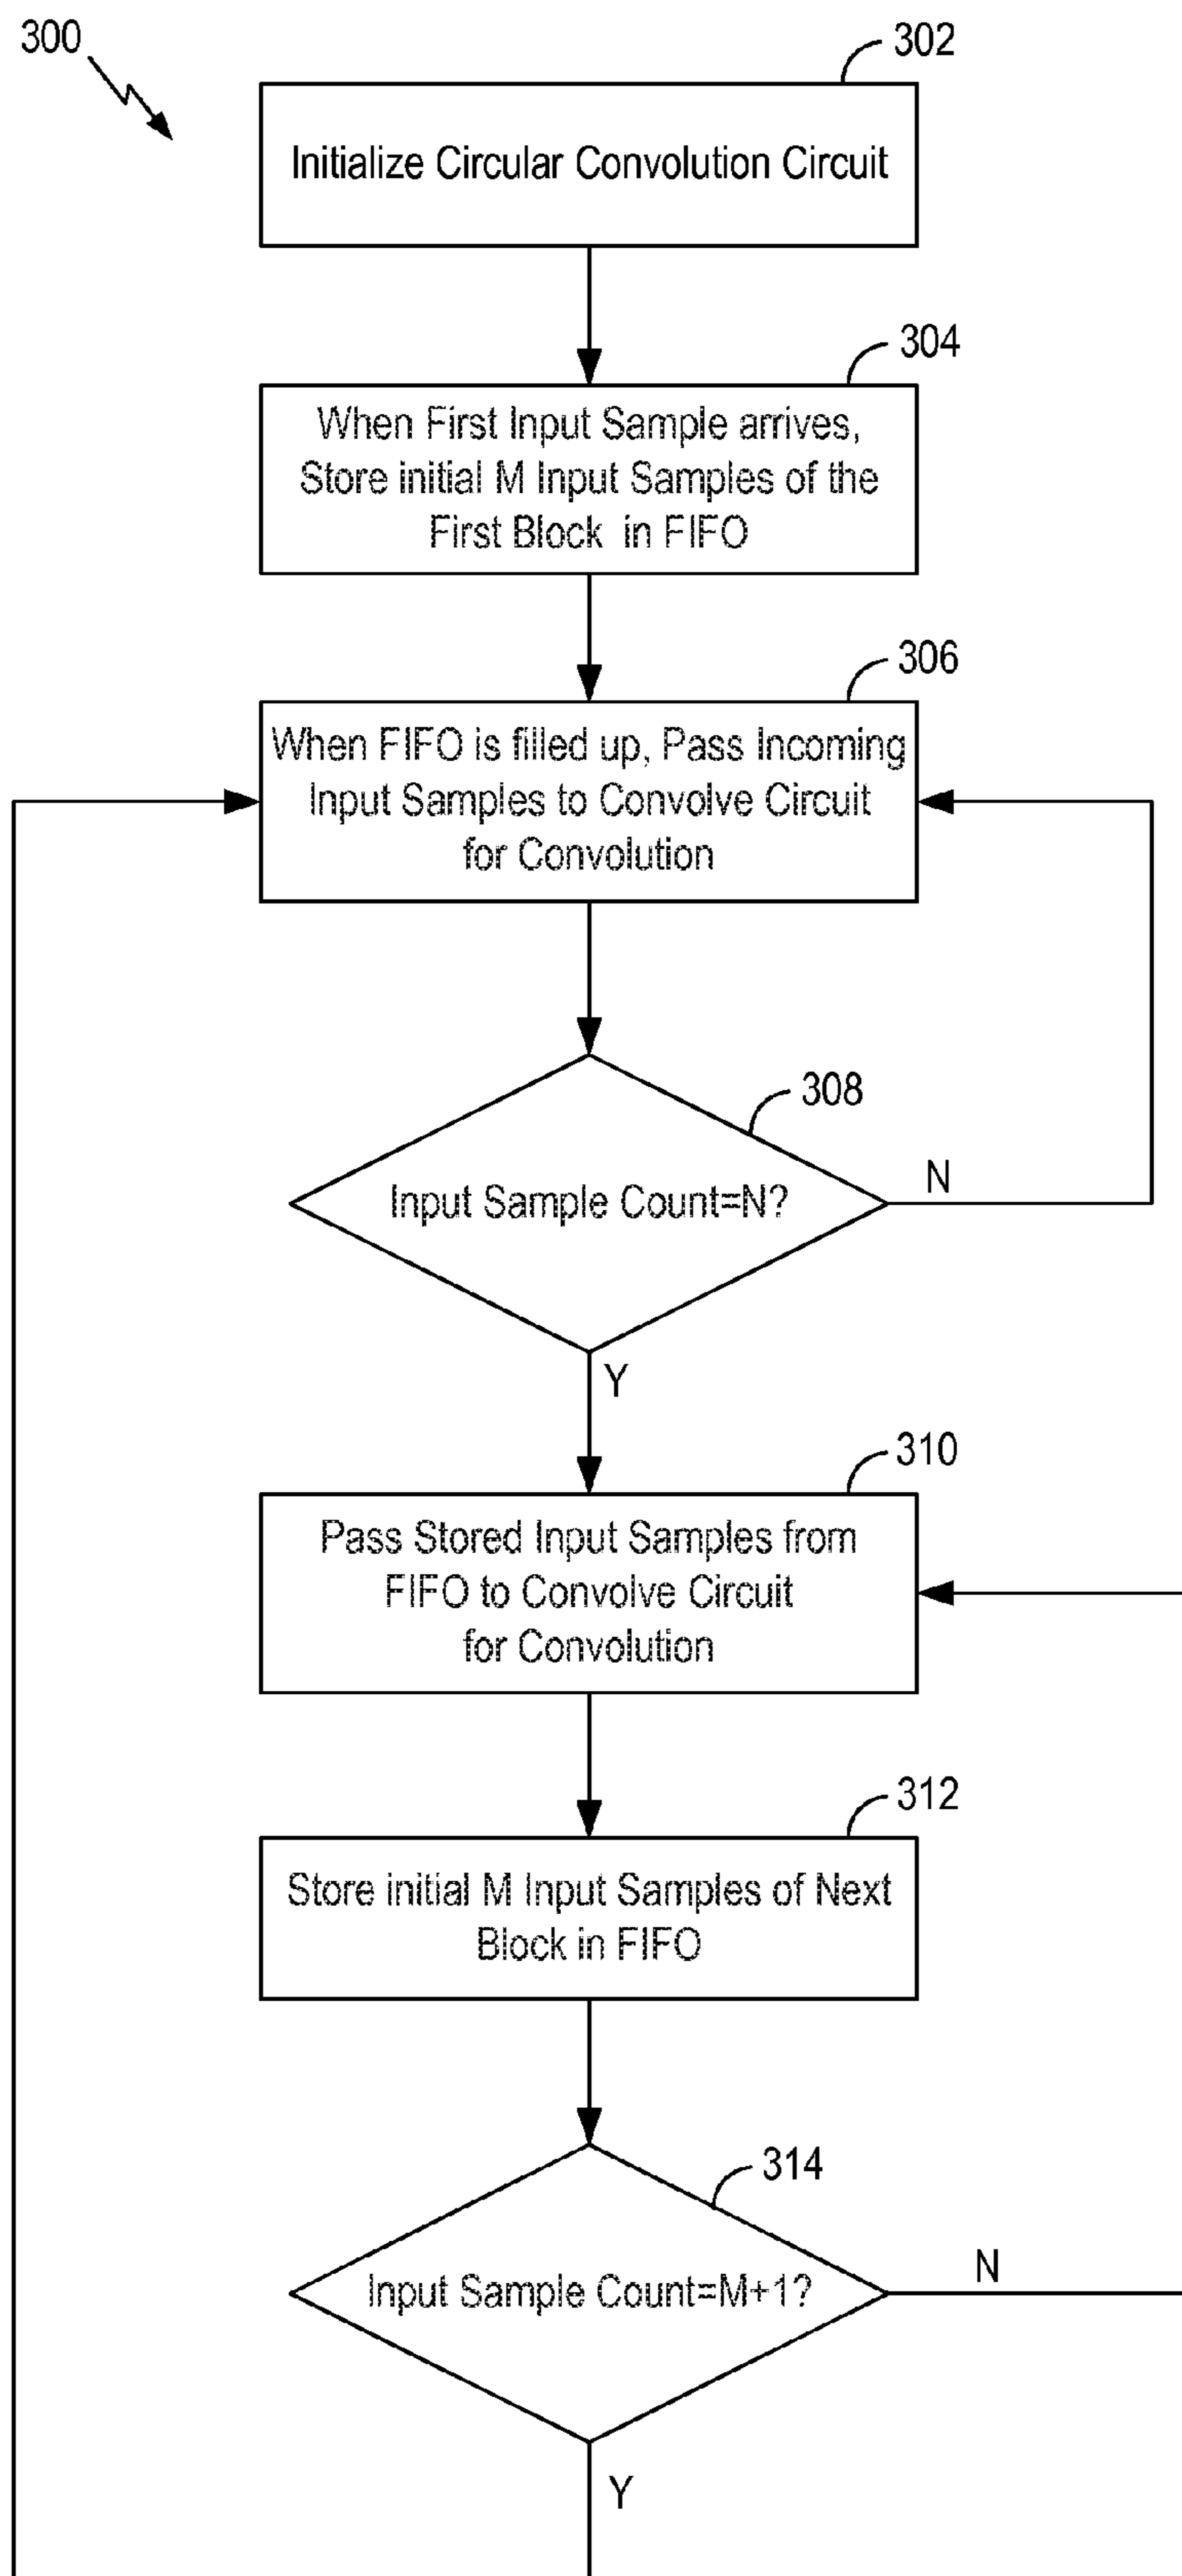 300
302
Initialize Circular Convolution Circuit
304
When First Input Sample arrives,
Store initial M Input Samples of the
First Block in FIFO
306
When FIFO is filled up, Pass Incoming
Input Samples to Convolve Circuit
for Convolution
308
Input Sample Count=N?
N
Y
310
Pass Stored Input Samples from
FIFO to Convolve Circuit
for Convolution
312
Store initial M Input Samples of Next
Block in FIFO
314
Input Sample Count=M+1?
N
Y